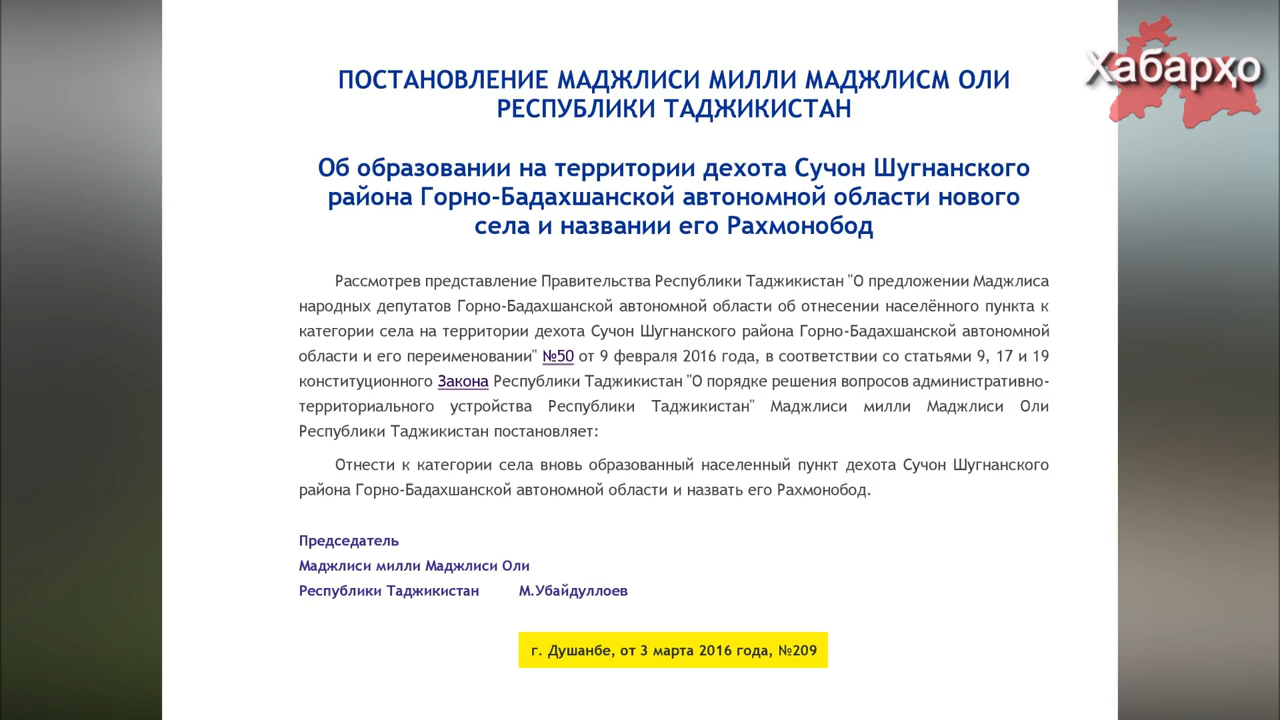 Хабарҳо
ПОСТАНОВЛЕНИЕ МАДЖЛИСИ МИЛЛИ МАДЖЛИСМ ОЛИ
РЕСПУБЛИКИ ТАДЖИКИСТАН
Об образовании на территории дехота Сучон Шугнанского
района Горно-Бадахшанской автономной области нового
села и названии его Рахмонобод
Рассмотрев представление Правительства Республики Таджикистан "О предложении Маджлиса
народных депутатов Горно-Бадахшанской автономной области об отнесении населённого пункта к
категории села на территории дехота Сучон Шугнанского района Горно-Бадахшанской автономной
области и его переименовании" №50 от 9 февраля 2016 года, в соответствии со статьями 9, 17 и 19
конституционного Закона Республики Таджикистан "О порядке решения вопросов административно-
территориального устройства Республики Таджикистан" Маджлиси милли Маджлиси Оли
Республики Таджикистан постановляет:
Отнести к категории села вновь образованный населенный пункт дехота Сучон Шугнанского
района Горно-Бадахшанской автономной области и назвать его Рахмонобод.
Председатель
Маджлиси милли Маджлиси Оли
Республики Таджикистан М.Убайдуллоев
г. Душанбе, от 3 марта 2016 года, №209